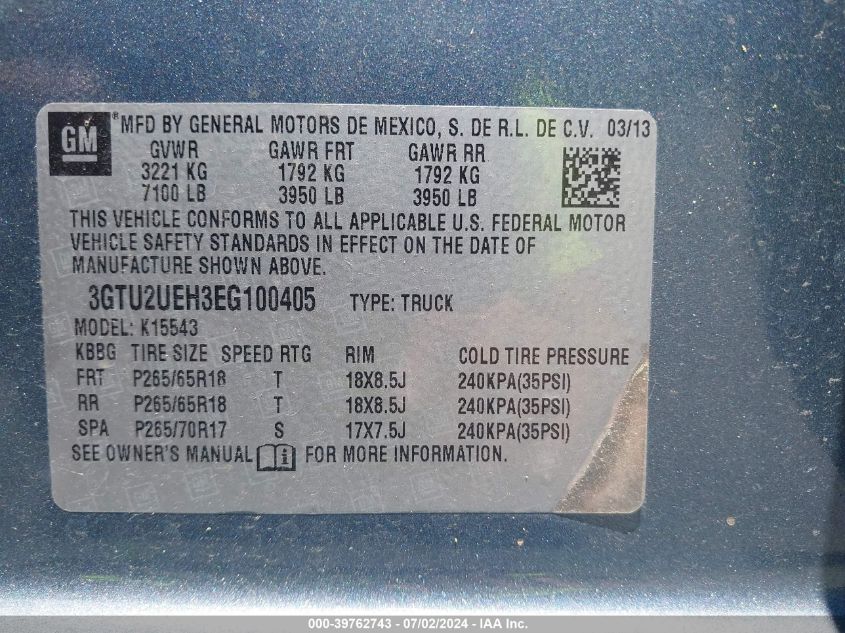 GM
® MFD BY GENERAL MOTORS DE MEXICO, S. DE R.L. DE C.V. 03/13
GVWR GAWR FRT GAWR RR
3221 KG 1792 KG 1792 KG
7100 LB 3950 LB 3950 LB
THIS VEHICLE CONFORMS TO ALL APPLICABLE U.S. FEDERAL MOTOR
VEHICLE SAFETY STANDARDS IN EFFECT ON THE DATE OF
MANUFACTURE SHOWN ABOVE.
3GTU2UEH3EG100405 TYPE: TRUCK
MODEL: K15543
KBBG TIRE SIZE SPEED RTG RIM COLD TIRE PRESSURE
FRT P265/65R18 T 18X8.5J 240KPA(35PSI)
RR P265/65R18 T 18X8.5J 240KPA(35PSI)
SPA P265/70R17 S 17X7.5J 240KPA(35PSI)
SEE OWNER'S MANUAL i FOR MORE INFORMATION.
000-39762743 - 07/02/2024 - IAA Inc.